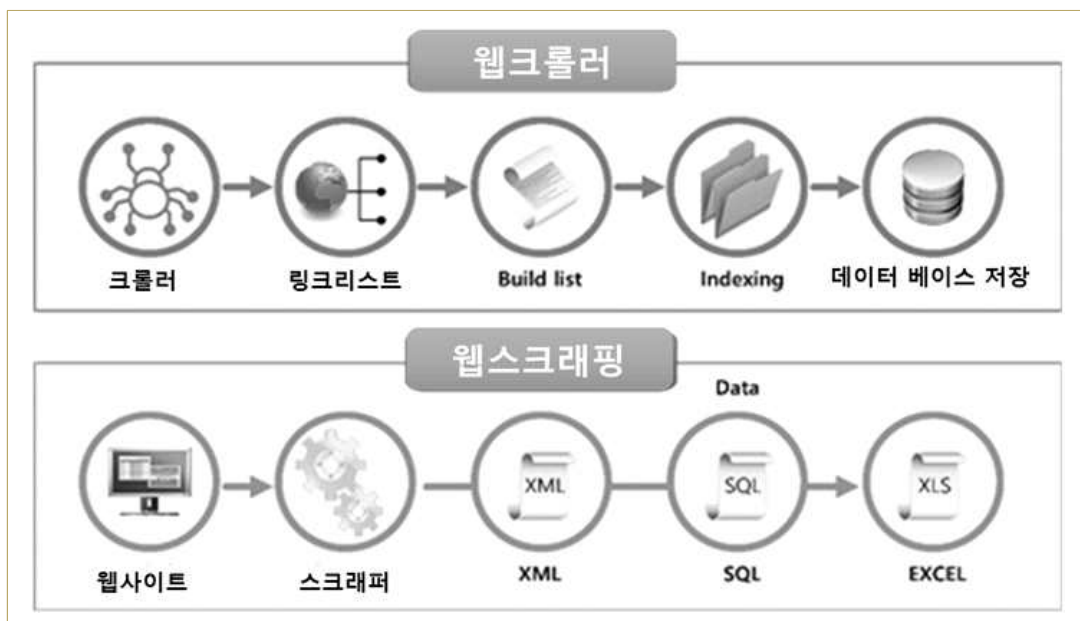 웹크롤러
크롤러 링크리스트 Build list Indexing 데이터 베이스 저장
웹스크래핑
Data
XML SQL XLS
웹사이트 스크래퍼 XML SQL EXCEL